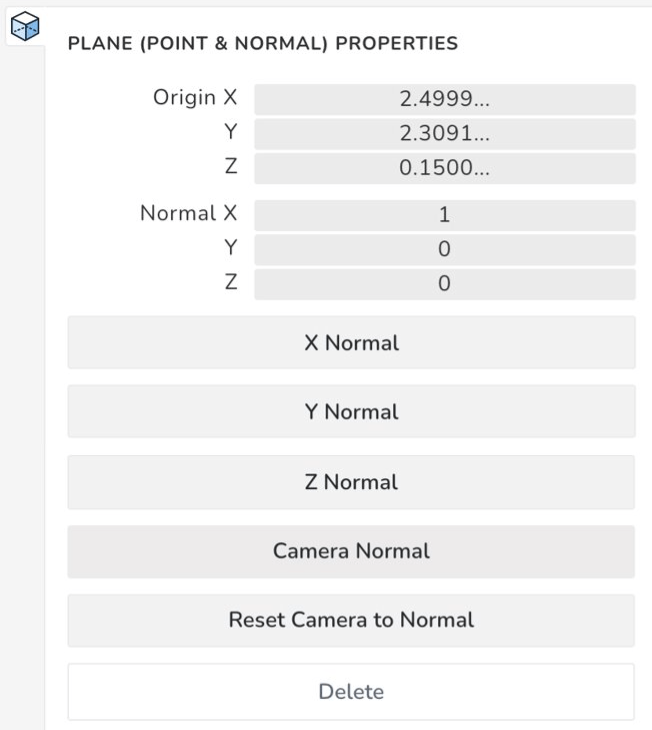 PLANE (POINT & NORMAL) PROPERTIES
Origin X 2.4999...
Y 2.3091...
Z 0.1500...
Normal X 1
Y 0
Z 0
X Normal
Y Normal
Z Normal
Camera Normal
Reset Camera to Normal
Delete